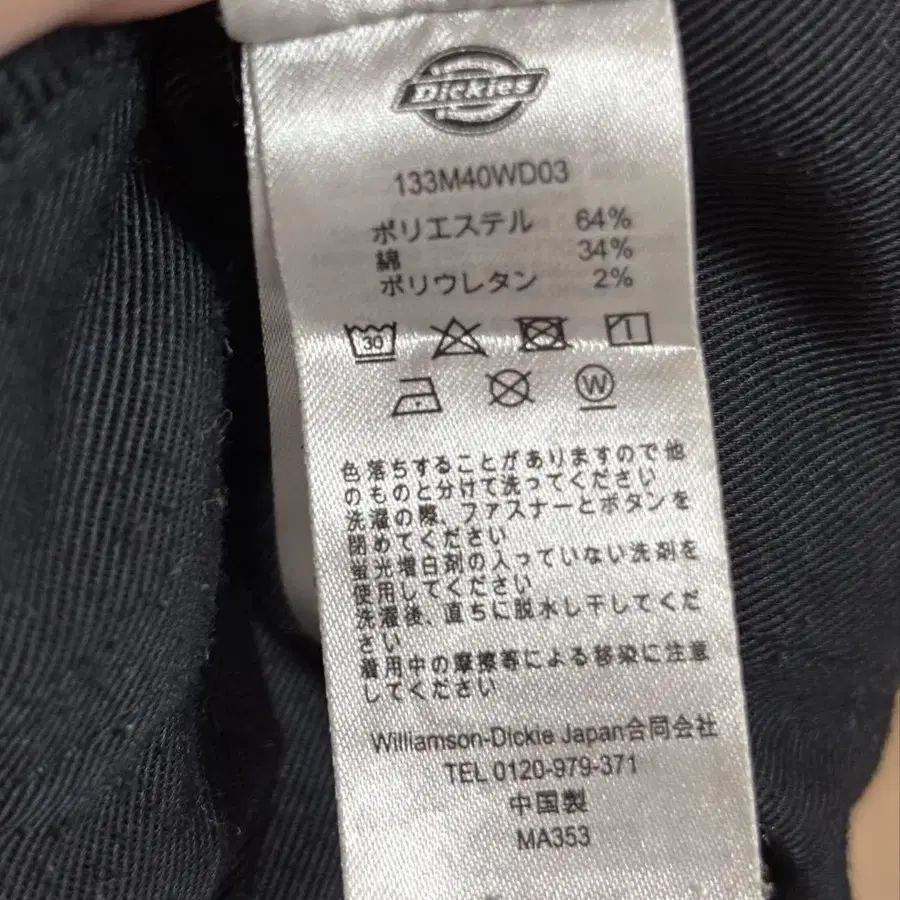 Dickies
133M40WD03
ポリエステル 64%
綿 34%
ポリウレタン 2%
30
W
色落ちすることがありますので他
のものと分けて洗ってください
洗濯の際、ファスナーとボタンを
閉めてください
蛍光増白剤の入っていない洗剤を
使用してください
洗濯後、直ちに脱水し干してくだ
さい
着用中の摩擦等による移染に注意
してください
Williamson-Dickie Japan合同会社
TEL 0120-979-371
中国製
MA353